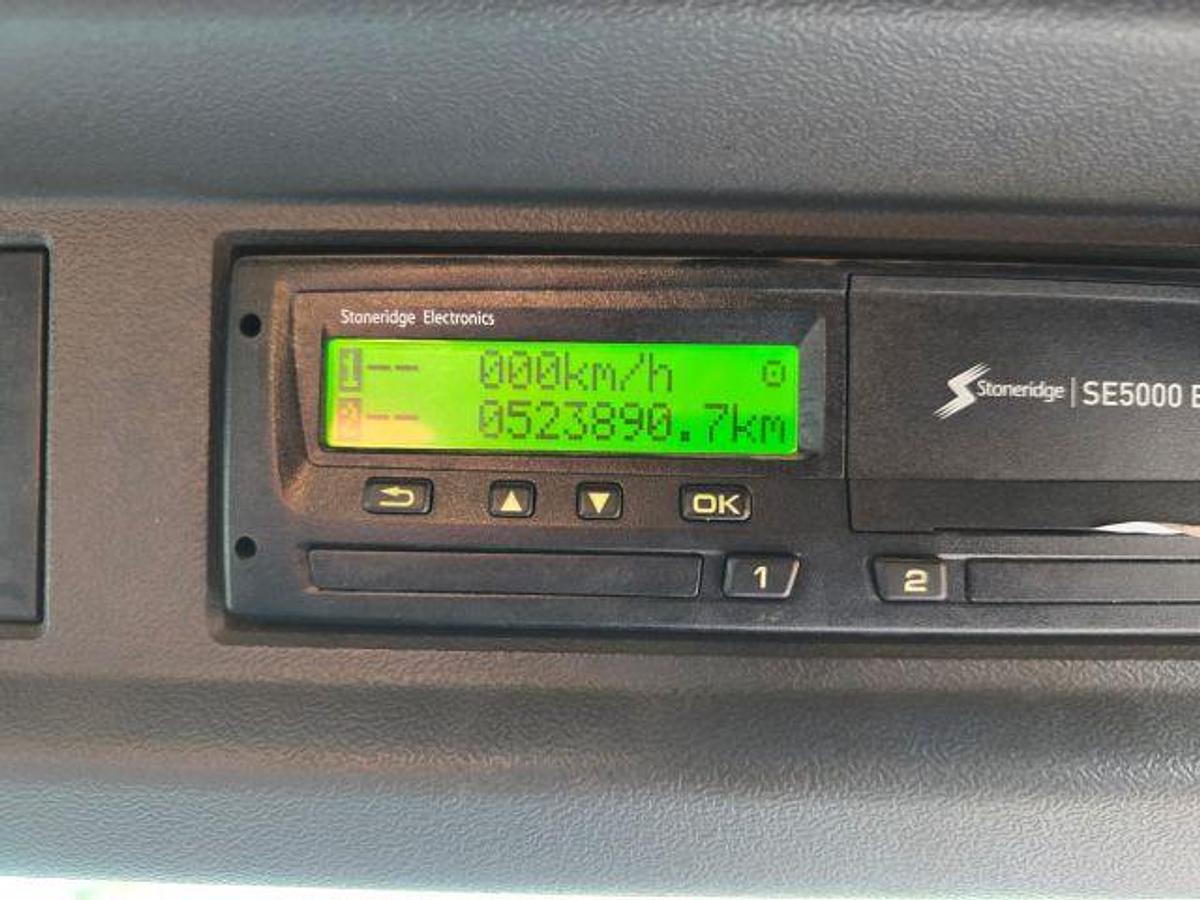 Stoneridge Electronics
1-- 000km/h
2-- 0523890.7km
Stoneridge | SE5000 E
OK
1
2